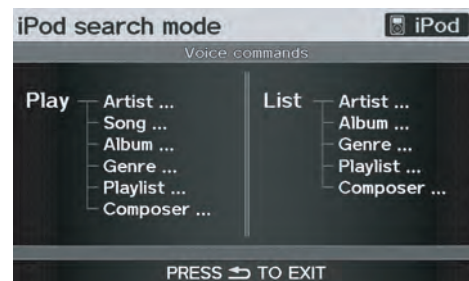 iPod search mode iPod
Voice commands
Play Artist ...
Song ...
Album ...
Genre ...
Playlist ...
Composer ...
List Artist ...
Album ...
Genre ...
Playlist ...
Composer ...
PRESS TO EXIT